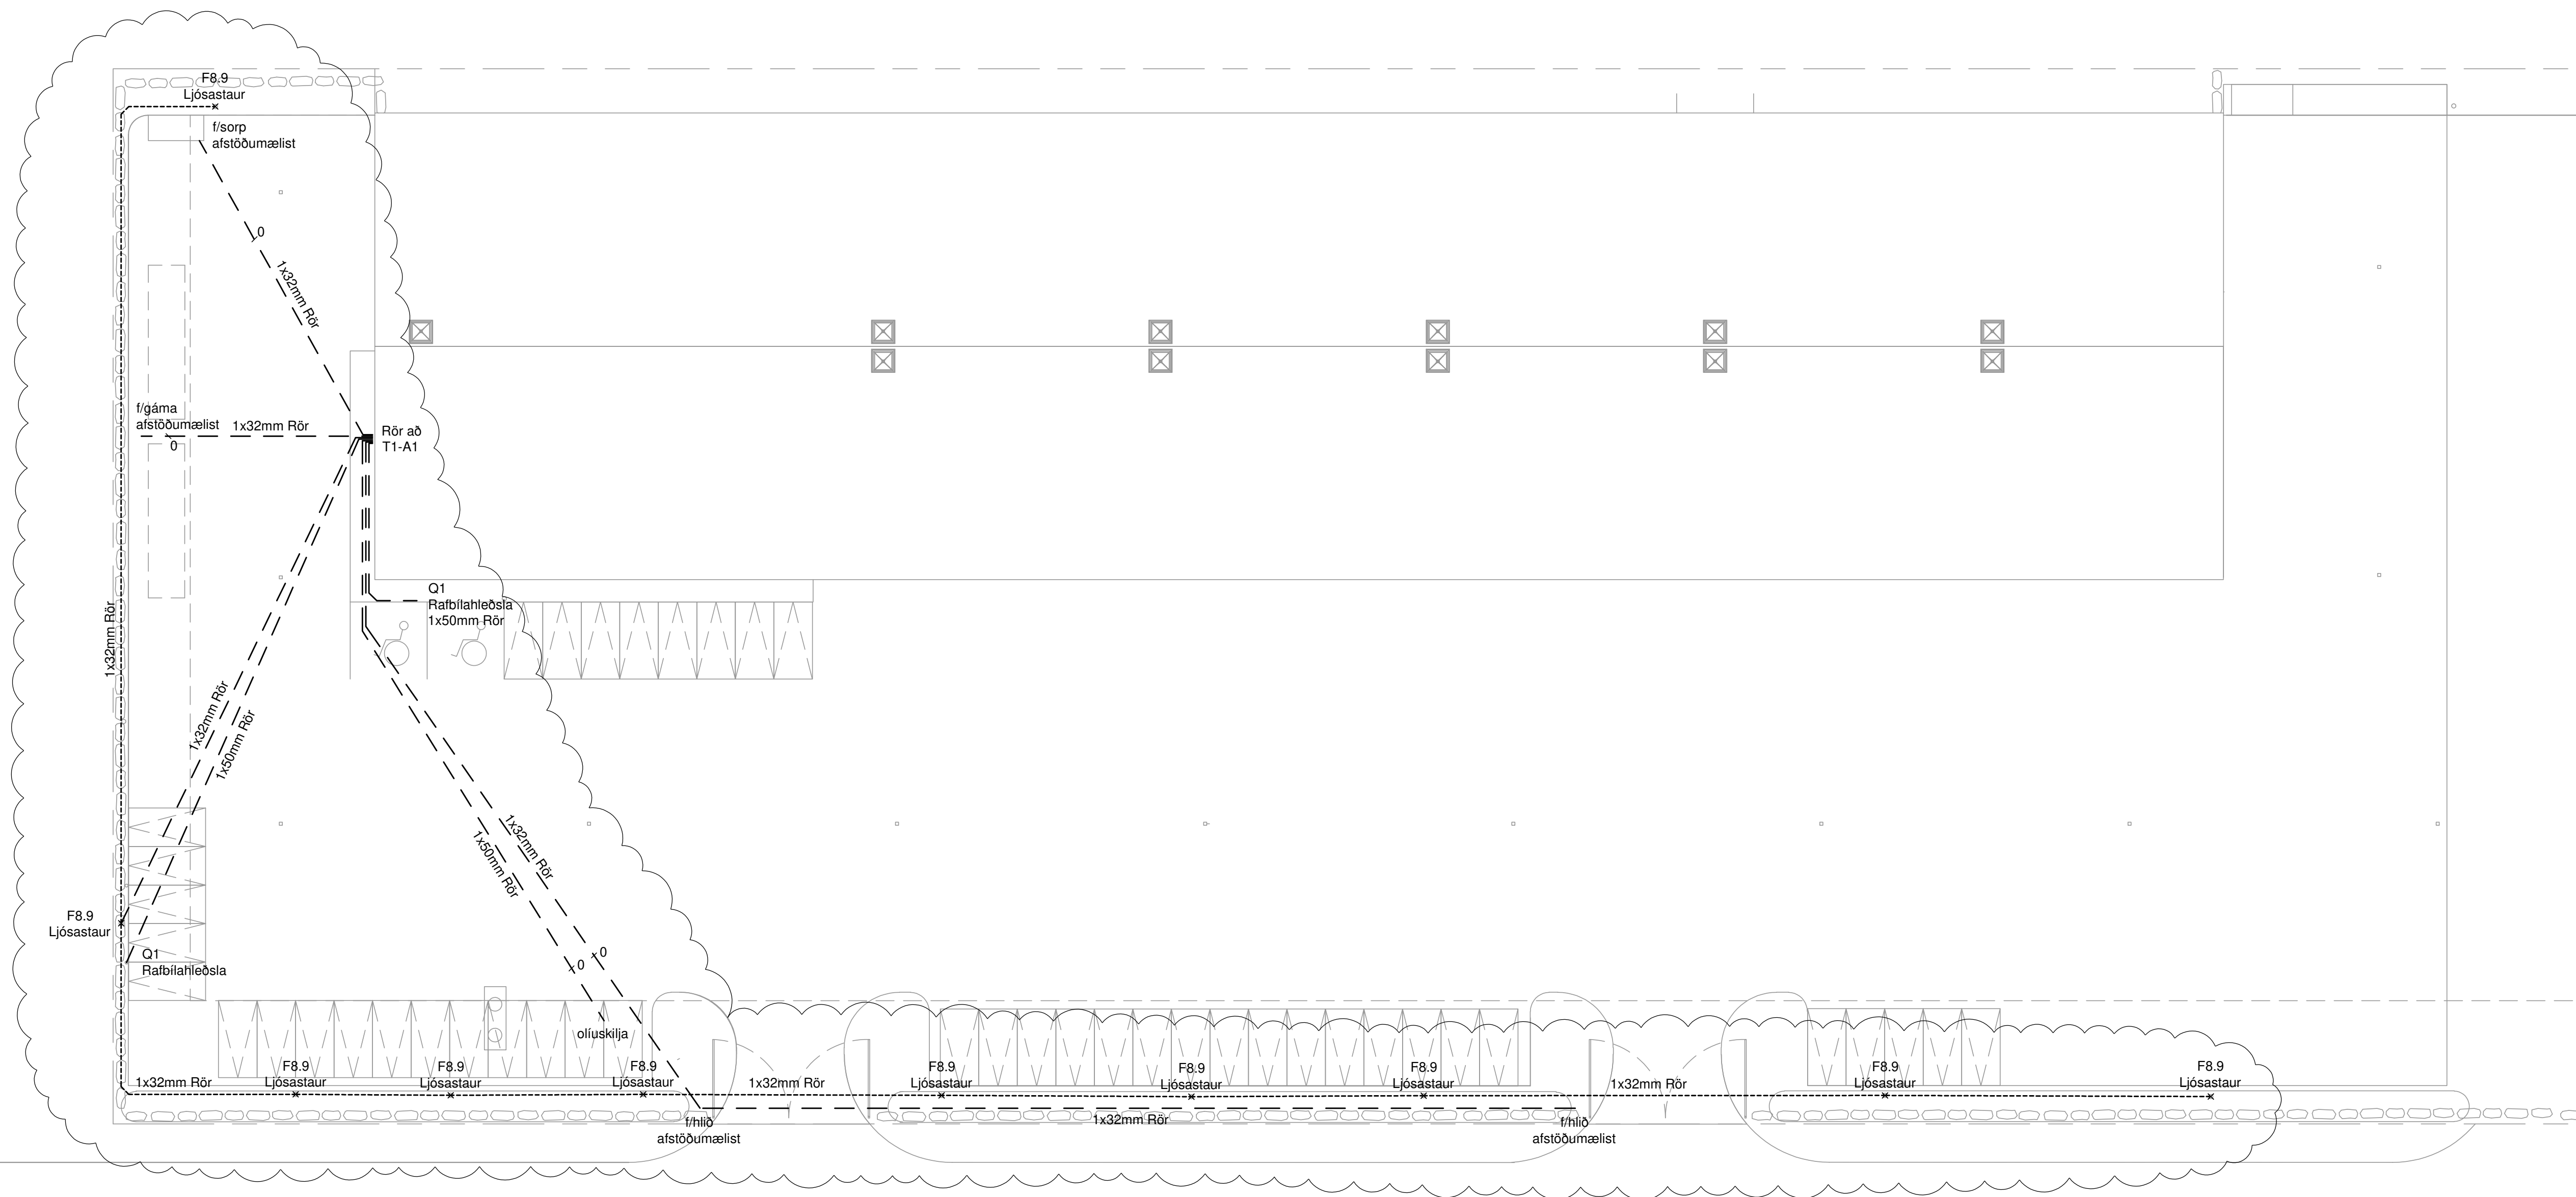 F8.9
Ljósastaur
f/sorp
afstöðumælist
0
1x32mm Rör
f/gáma
afstöðumælist
0
1x32mm Rör
Rör að
T1-A1
Q1
Rafbílahleðsla
1x50mm Rör
1x32mm Rör
1x32mm Rör
1x50mm Rör
1x32mm Rör
1x50mm Rör
F8.9
Ljósastaur
Q1
Rafbílahleðsla
0
0
olíuskilja
1x32mm Rör
F8.9
Ljósastaur
F8.9
Ljósastaur
F8.9
Ljósastaur
1x32mm Rör
F8.9
Ljósastaur
F8.9
Ljósastaur
F8.9
Ljósastaur
1x32mm Rör
F8.9
Ljósastaur
F8.9
Ljósastaur
f/hlið
afstöðumælist
1x32mm Rör
f/hlið
afstöðumælist